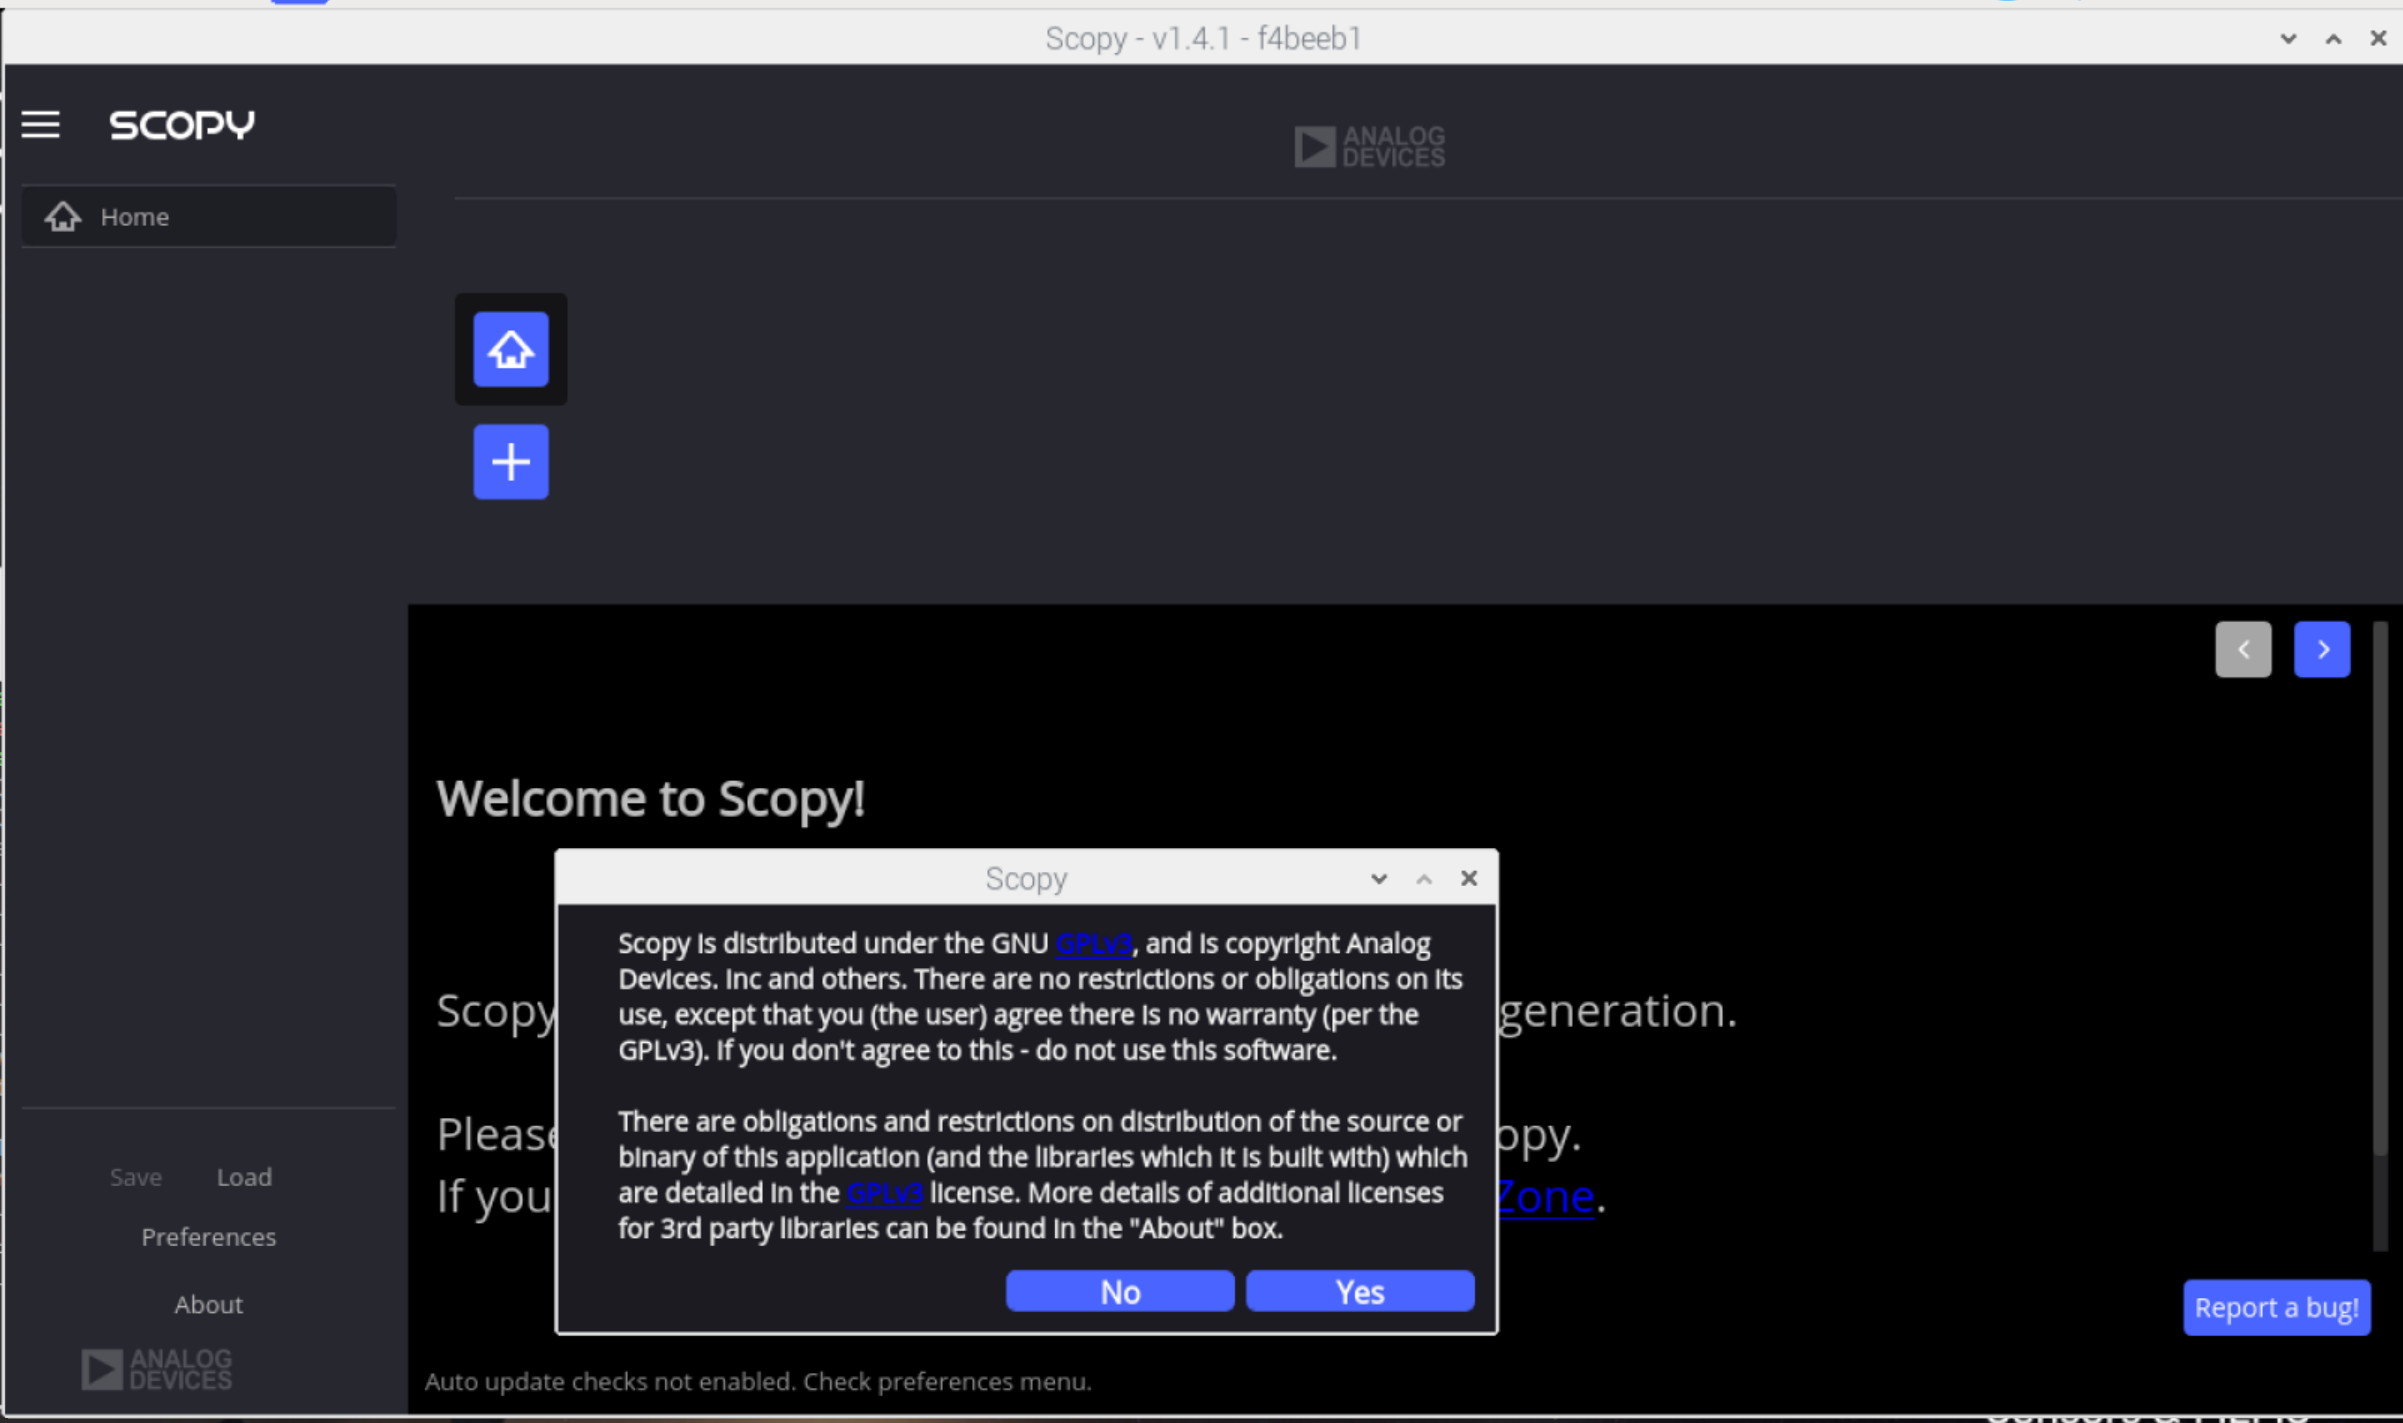 Scopy - v1.4.1 - f4beeb1
SCOPY
ANALOG
DEVICES
Home
Welcome to Scopy!
Scopy
generation.
Please
opy.
If you
Zone.
Scopy
Scopy is distributed under the GNU GPLv3, and is copyright Analog
Devices. Inc and others. There are no restrictions or obligations on its
use, except that you (the user) agree there is no warranty (per the
GPLv3). If you don't agree to this - do not use this software.
There are obligations and restrictions on distribution of the source or
binary of this application (and the libraries which it is built with) which
are detailed in the GPLv3 license. More details of additional licenses
for 3rd party libraries can be found in the "About" box.
No Yes
Save Load
Preferences
About
ANALOG
DEVICES
Report a bug!
Auto update checks not enabled. Check preferences menu.